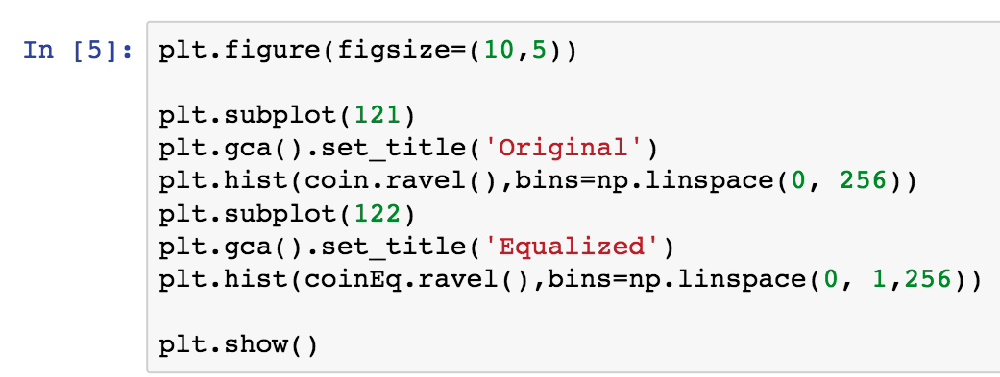 In [5]: plt.figure(figsize=(10,5))
plt.subplot(121)
plt.gca().set_title('Original')
plt.hist(coin.ravel(),bins=np.linspace(0, 256))
plt.subplot(122)
plt.gca().set_title('Equalized')
plt.hist(coinEq.ravel(),bins=np.linspace(0, 1,256))
plt.show()